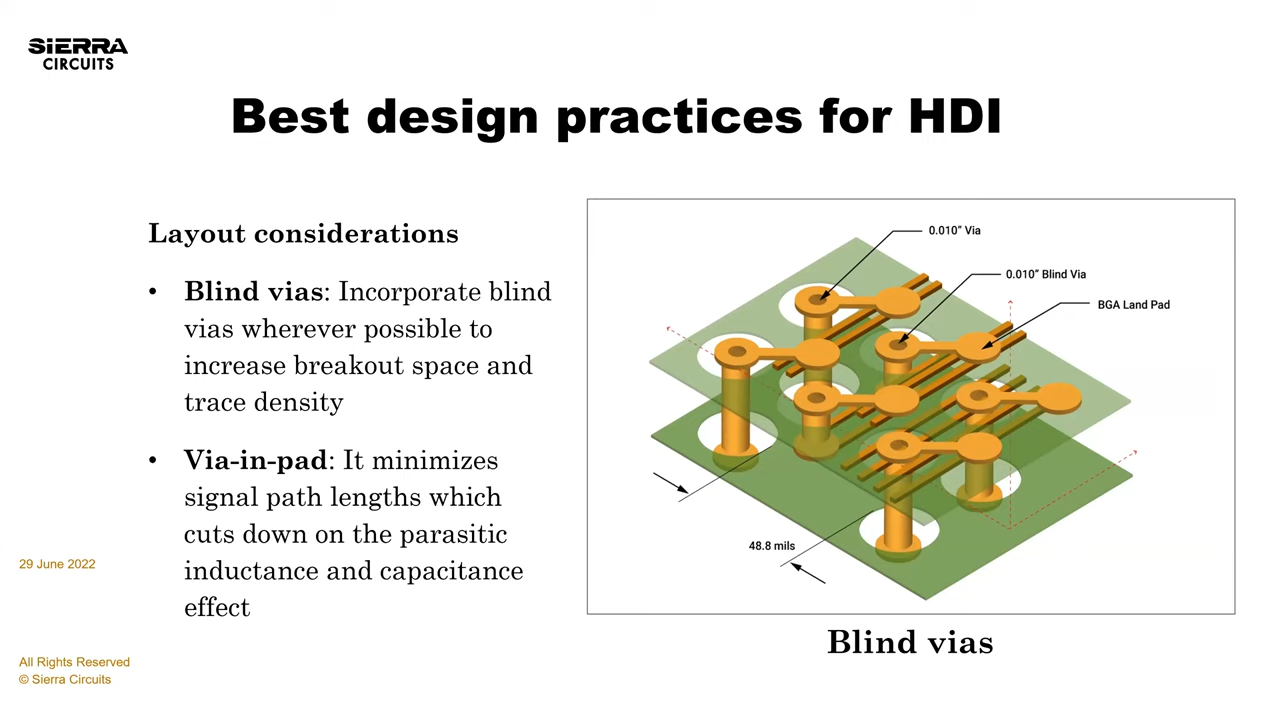 SIERRA
CIRCUITS
Best design practices for HDI
Layout considerations
• Blind vias: Incorporate blind
vias wherever possible to
increase breakout space and
trace density
• Via-in-pad: It minimizes
signal path lengths which
cuts down on the parasitic
inductance and capacitance
effect
0.010" Via
0.010" Blind Via
BGA Land Pad
48.8 mils
Blind vias
29 June 2022
All Rights Reserved
© Sierra Circuits